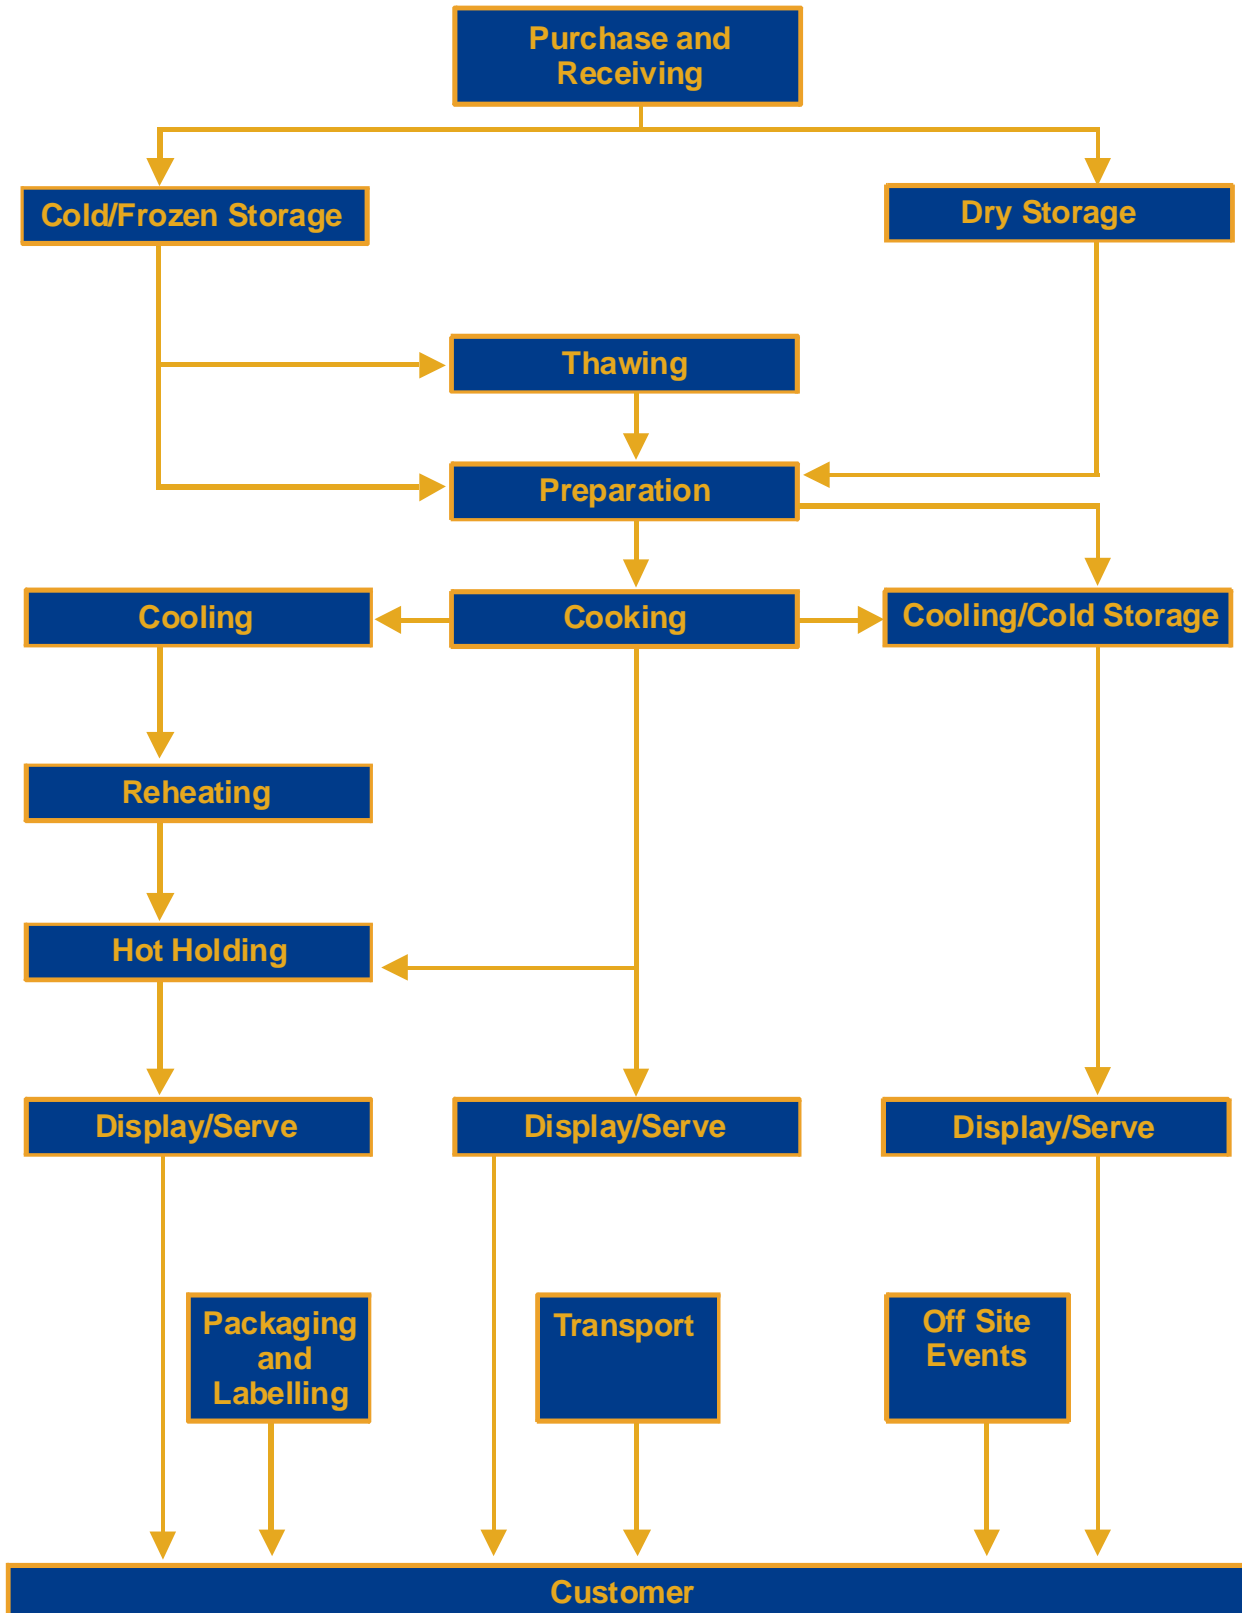 Purchase and
Receiving
Cold/Frozen Storage
Dry Storage
Thawing
Preparation
Cooling
Cooking
Cooling/Cold Storage
Reheating
Hot Holding
Display/Serve
Display/Serve
Display/Serve
Packaging
and
Labelling
Transport
Off Site
Events
Customer